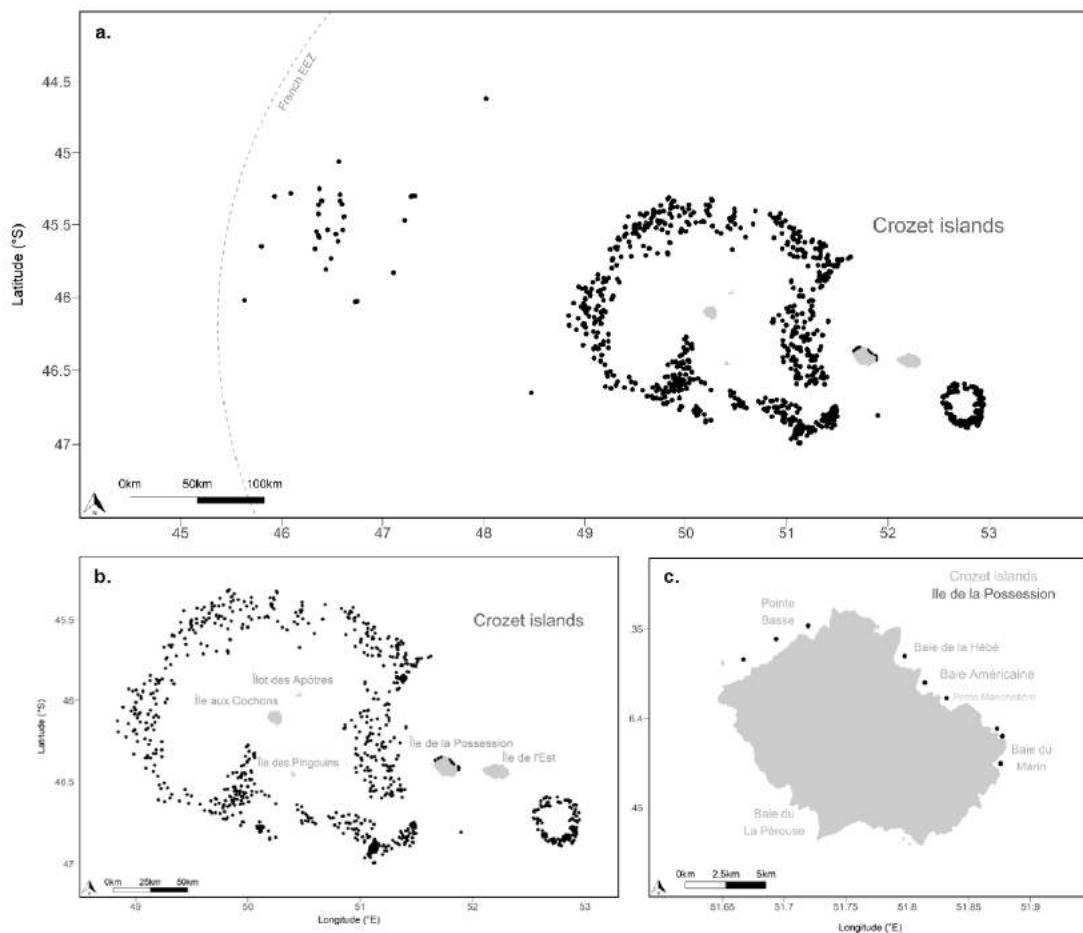 a.
French EEZ
44.5
45
45.5
46
46.5
47
Latitude (°S)
Crozet islands
0km 50km 100km
45 46 47 48 49 50 51 52 53
b.
Crozet islands
45.5
46
46.5
47
Latitude (°S)
Îlot des Apôtres
Île aux Cochons
Île de la Possession
Île des Pingouins
Île de l'Est
0km 25km 50km
49 50 51 52 53
Longitude (°E)
c.
Crozet islands
Ile de la Possession
Pointe
Basse
.35
6.4
.45
Baie de la Hébé
Baie Américaine
Baie du
Marin
Baie du
La Pérouse
0km 2.5km 5km
51.65 51.7 51.75 51.8 51.85 51.9
Longitude (°E)